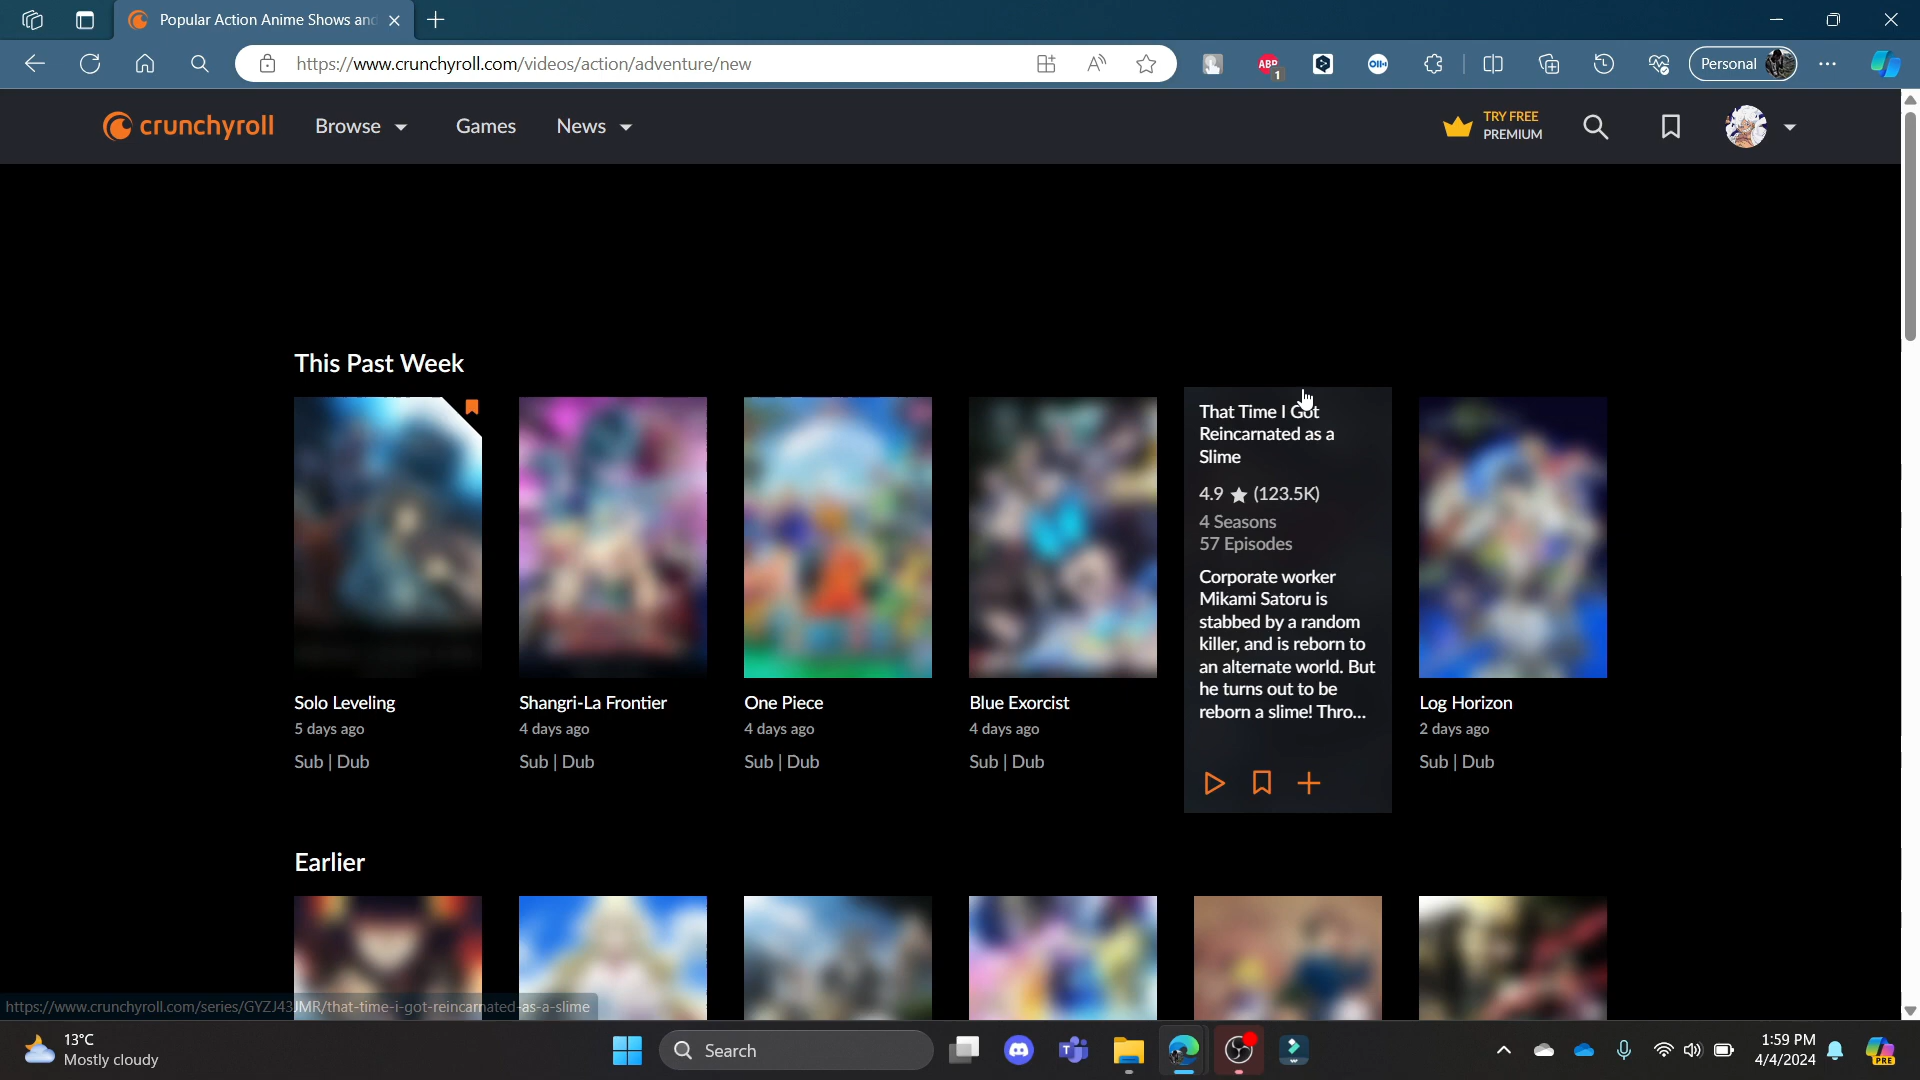 Popular Action Anime Shows and
https://www.crunchyroll.com/videos/action/adventure/new
ABP
1
Personal
crunchyroll
Browse
Games
News
TRY FREE
PREMIUM
This Past Week
Solo Leveling
5 days ago
Sub | Dub
Shangri-La Frontier
4 days ago
Sub | Dub
One Piece
4 days ago
Sub | Dub
Blue Exorcist
4 days ago
Sub | Dub
That Time I Got
Reincarnated as a
Slime
4.9 ★ (123.5K)
4 Seasons
57 Episodes
Corporate worker
Mikami Satoru is
stabbed by a random
killer, and is reborn to
an alternate world. But
he turns out to be
reborn a slime! Thro...
Log Horizon
2 days ago
Sub | Dub
Earlier
https://www.crunchyroll.com/series/GYZJ43JMR/that-time-i-got-reincarnated-as-a-slime
13°C
Mostly cloudy
Search
1:59 PM
4/4/2024
PRE